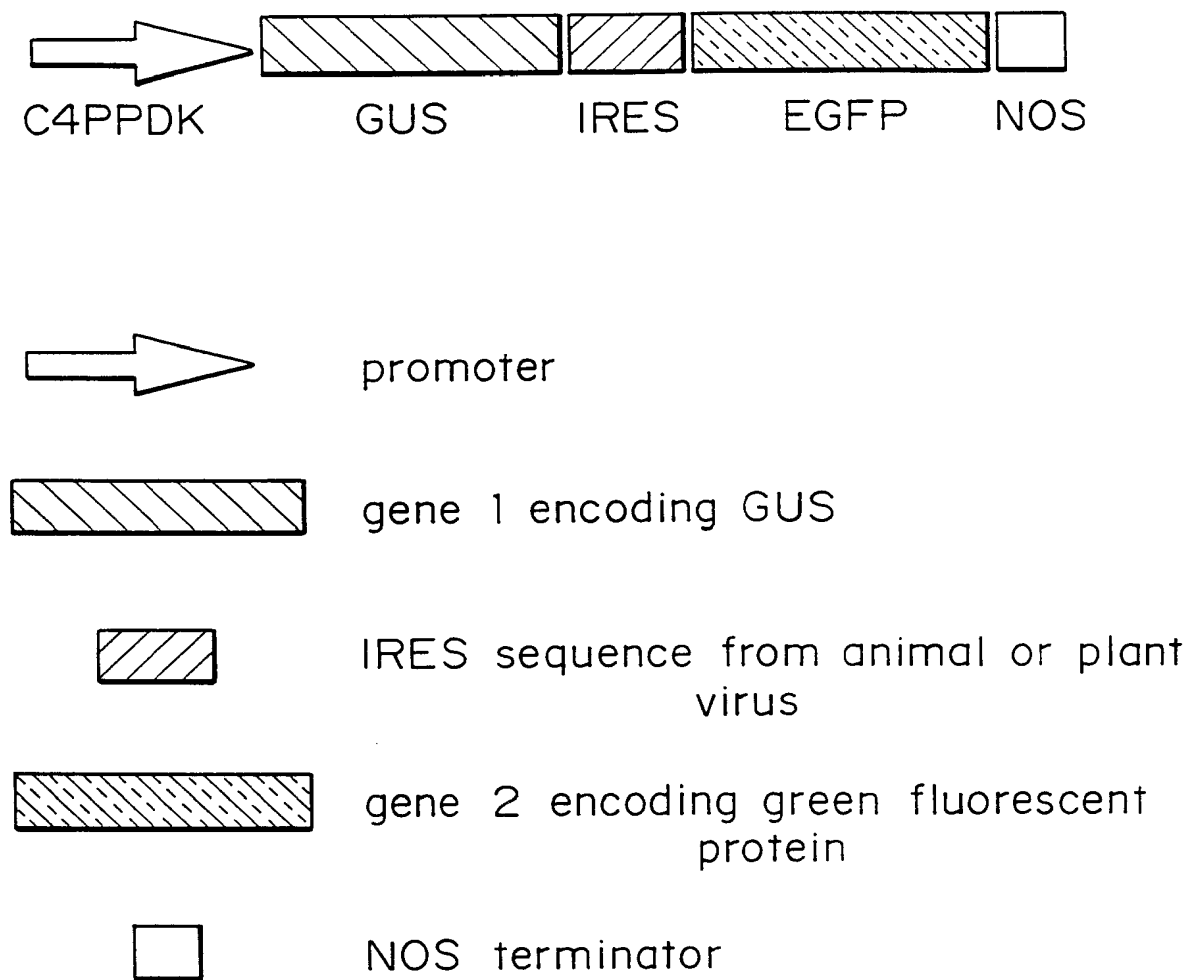 C4PPDK GUS IRES EGFP NOS
promoter
gene 1 encoding GUS
IRES sequence from animal or plant
virus
gene 2 encoding green fluorescent
protein
NOS terminator